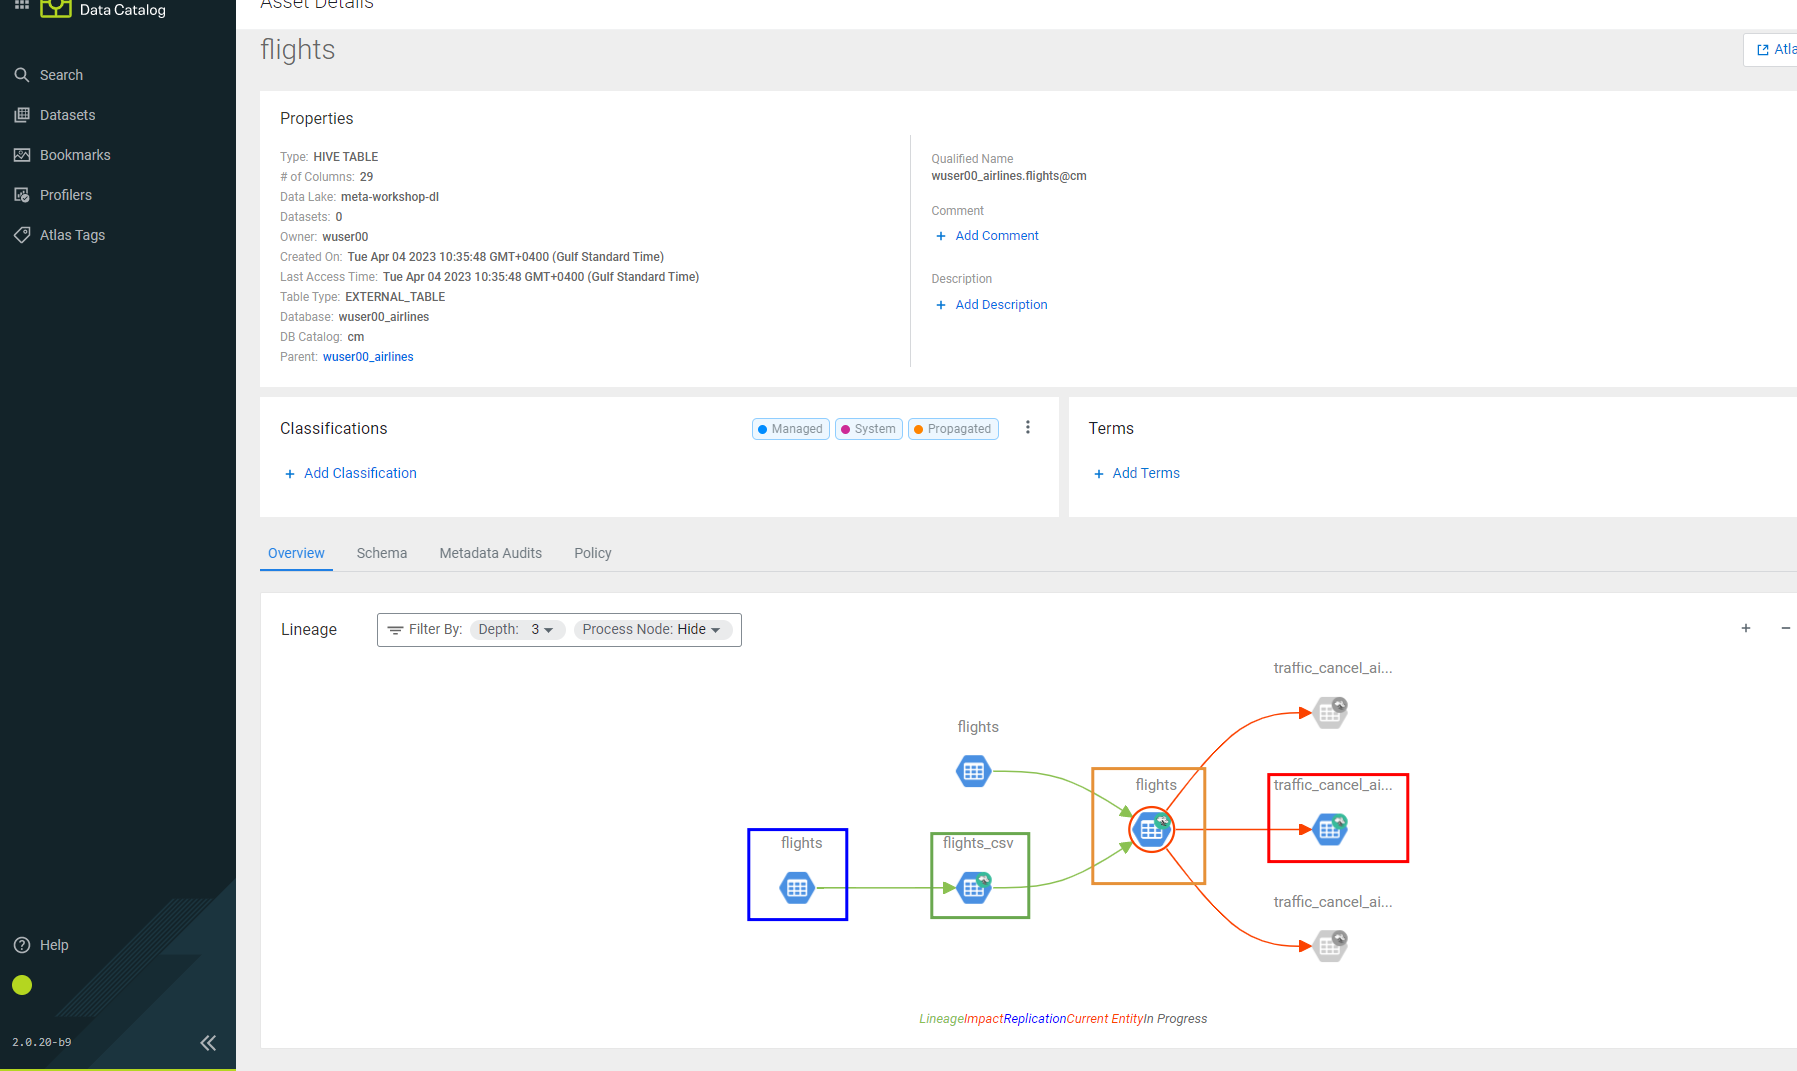 Data Catalog
Asset Details
flights
Search
Datasets
Bookmarks
Profilers
Atlas Tags
Help
2.0.20-b9
Atla
Properties
Type: HIVE TABLE
# of Columns: 29
Data Lake: meta-workshop-dl
Datasets: 0
Owner: wuser00
Created On: Tue Apr 04 2023 10:35:48 GMT+0400 (Gulf Standard Time)
Last Access Time: Tue Apr 04 2023 10:35:48 GMT+0400 (Gulf Standard Time)
Table Type: EXTERNAL_TABLE
Database: wuser00_airlines
DB Catalog: cm
Parent: wuser00_airlines
Qualified Name
wuser00_airlines.flights@cm
Comment
+ Add Comment
Description
+ Add Description
Classifications
Managed
System
Propagated
+ Add Classification
Terms
+ Add Terms
Overview
Schema
Metadata Audits
Policy
Lineage
Filter By: Depth: 3 Process Node: Hide
+ −
traffic_cancel_ai...
flights
flights
traffic_cancel_ai...
flights
flights_csv
traffic_cancel_ai...
LineageImpactReplicationCurrent EntityIn Progress